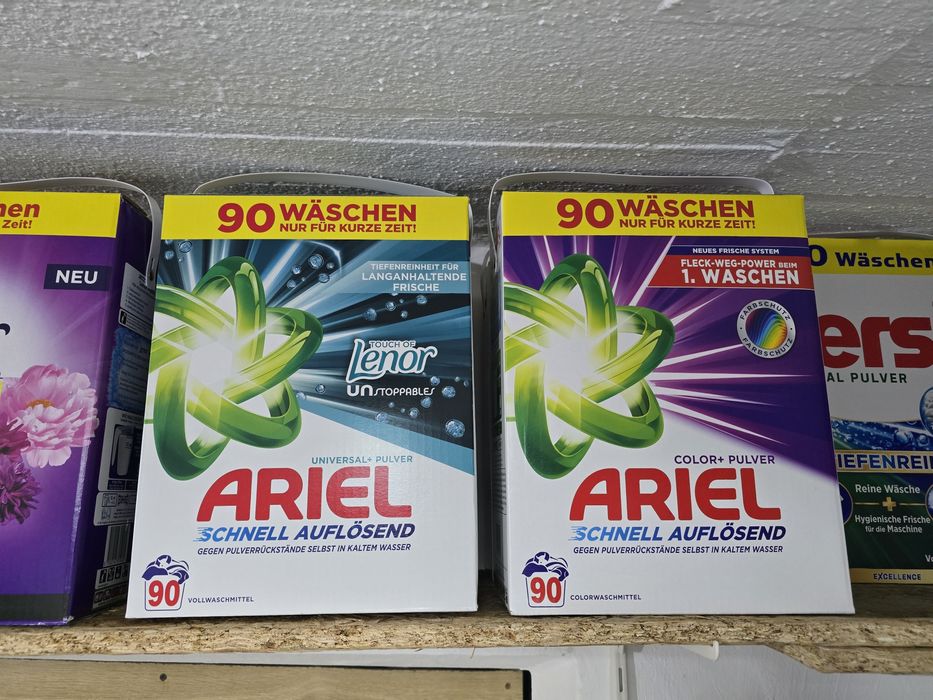 Zeit!
NEU
90 WÄSCHEN
NUR FÜR KURZE ZEIT!
TIEFENREINHEIT FÜR
LANGANHALTENDE
FRISCHE
TOUCH OF
Lenor
UNSTOPPABLES
UNIVERSAL+ PULVER
ARIEL
SCHNELL AUFLÖSEND
GEGEN PULVERRÜCKSTÄNDE SELBST IN KALTEM WASSER
90
VOLLWASCHMITTEL
90 WÄSCHEN
NUR FÜR KURZE ZEIT!
NEUES FRISCHE SYSTEM
FLECK-WEG-POWER BEIM
1. WASCHEN
FARBSCHUTZ
FARBSCHUTZ
COLOR+ PULVER
ARIEL
SCHNELL AUFLÖSEND
GEGEN PULVERRÜCKSTÄNDE SELBST IN KALTEM WASSER
90
COLORWASCHMITTEL
0 Wäschen
ers
AL PULVER
IEFENREI
Reine Wäsche
+
Hygienische Frische
für die Maschine
EXCELLENCE